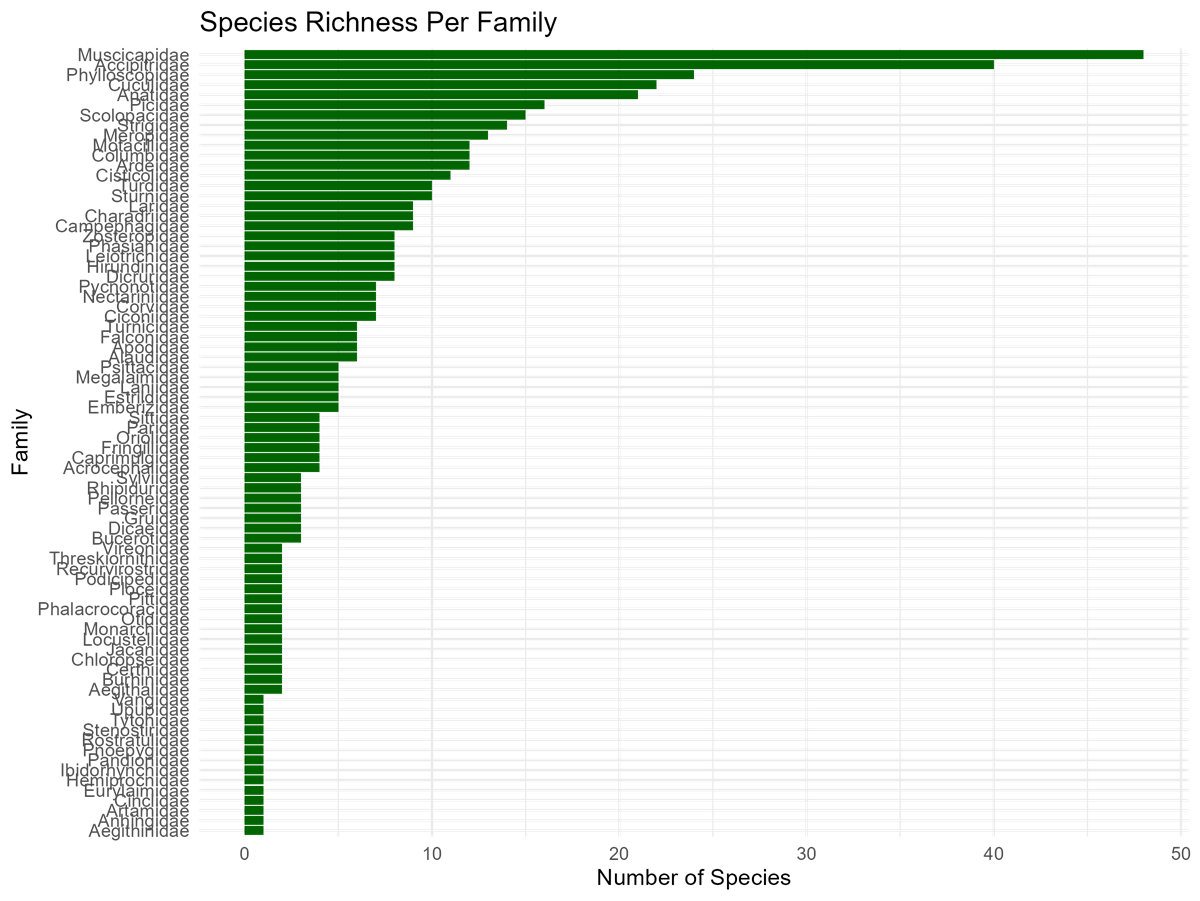 Species Richness Per Family
Muscicapidae
Accipitridae
Phylloscopidae
Cuculidae
Anatidae
Picidae
Scolopacidae
Strigidae
Meropidae
Motacillidae
Columbidae
Ardeidae
Cisticolidae
Turdidae
Sturnidae
Laridae
Charadriidae
Campephagidae
Zosteropidae
Phasianidae
Leiotrichidae
Hirundinidae
Dicruridae
Pycnonotidae
Nectariniidae
Corvidae
Ciconiidae
Turnicidae
Falconidae
Apodidae
Alaudidae
Psittacidae
Megalaimidae
Laniidae
Estrildidae
Emberizidae
Sittidae
Paridae
Oriolidae
Fringillidae
Caprimulgidae
Acrocephalidae
Sylviidae
Rhipiduridae
Pellorneidae
Passeridae
Gruidae
Dicaeidae
Bucerotidae
Vireonidae
Threskiornithidae
Recurvirostridae
Podicipedidae
Ploceidae
Pittidae
Phalacrocoracidae
Otididae
Monarchidae
Locustellidae
Jacanidae
Chloropseidae
Certhiidae
Burhinidae
Aegithalidae
Vangidae
Upupidae
Tytonidae
Stenostiridae
Rostratulidae
Pnoepygidae
Pandionidae
Ibidorhynchidae
Hemiprocnidae
Eurylaimidae
Cinclidae
Artamidae
Anhingidae
Aegithinidae
Family
0 10 20 30 40 50
Number of Species